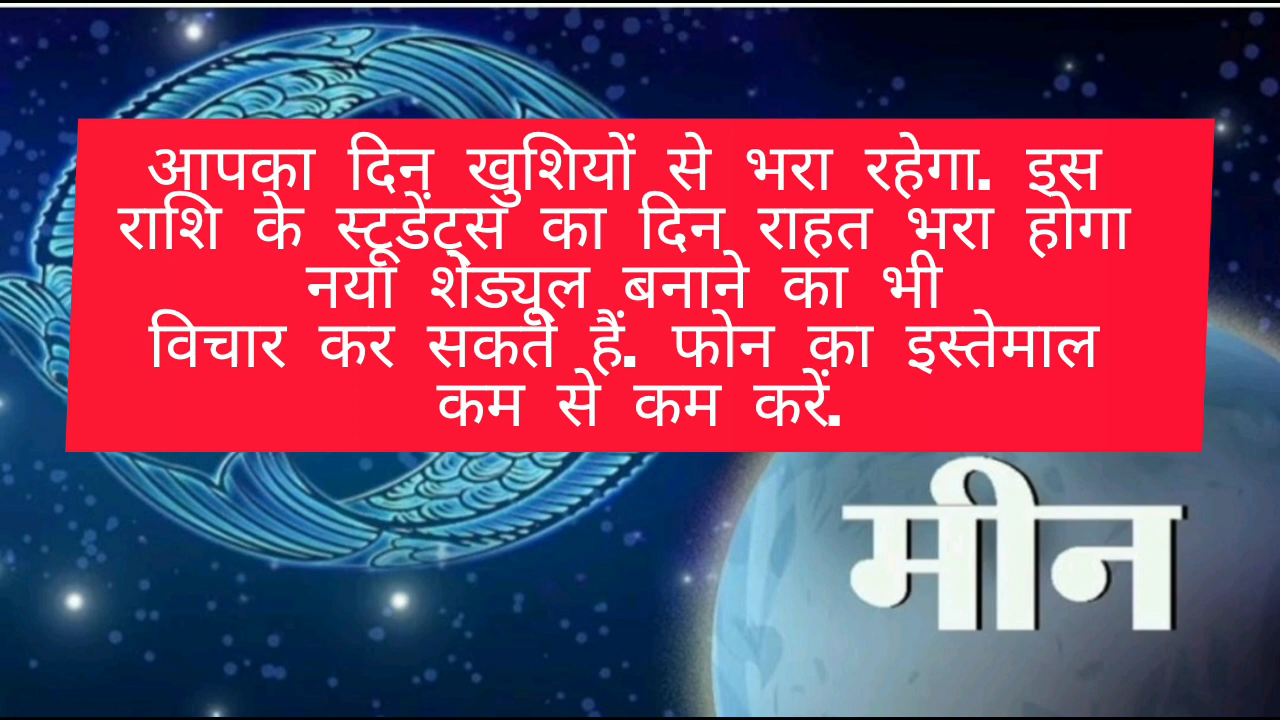 आपका दिन खुशियों से भरा रहेगा. इस
राशि के स्टूडेंट्स का दिन राहत भरा होगा
नया शेड्यूल बनाने का भी
विचार कर सकते हैं. फोन का इस्तेमाल
कम से कम करें.
मीन